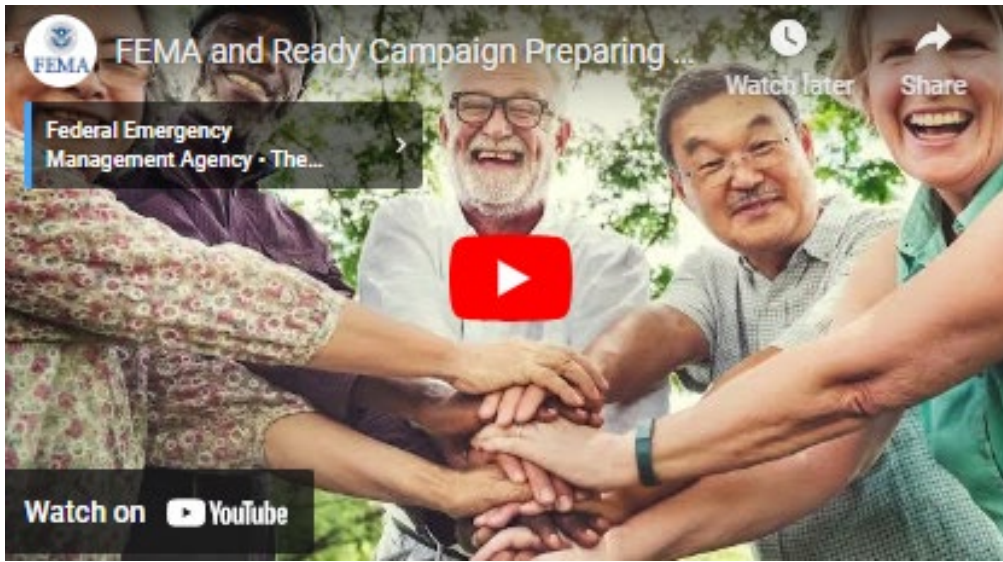 FEMA
FEMA and Ready Campaign Preparing ...
Watch later
Share
Federal Emergency
Management Agency • The...
Watch on YouTube